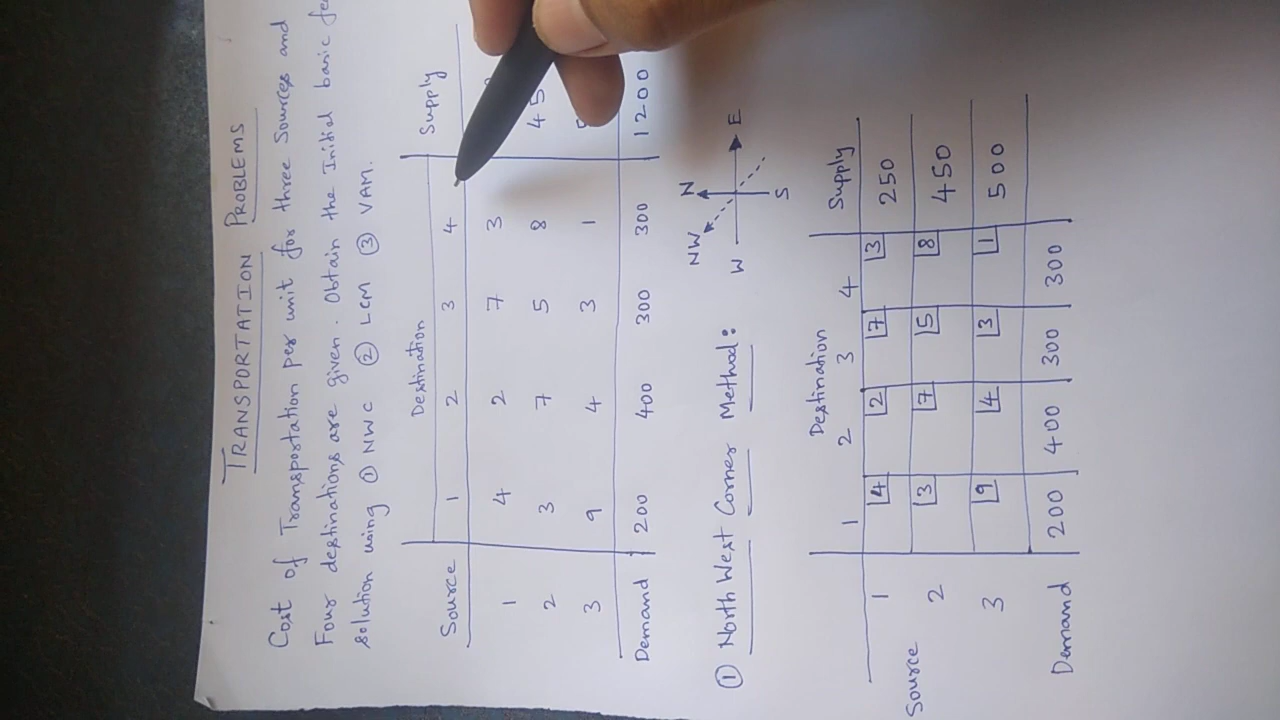 TRANSPORTATION PROBLEMS
Cost of Transportation per unit for three Sources and
Four destinations are given. Obtain the Initial basic
solution using ① NWC ② LCM ③ VAM.
Destination
Source 1 2 3 4 Supply
1 4 2 7 3
2 3 7 5 8 45
3 9 4 3 1
Demand 200 400 300 300 1200
① North West Corner Method:
N
NW
W E
S
Destination
1 2 3 4 Supply
1 4 2 7 3 250
Source 2 3 7 5 8 450
3 9 4 3 1 500
Demand 200 400 300 300